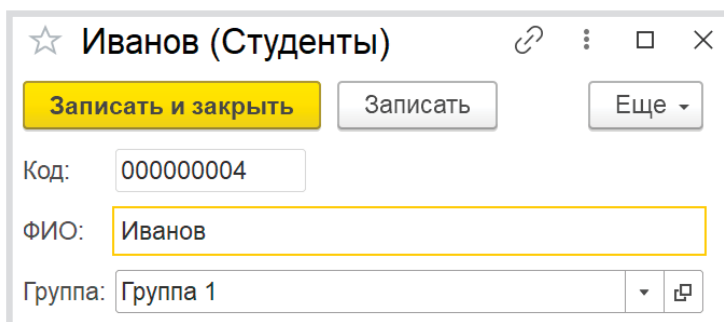 Иванов (Студенты)
Записать и закрыть Записать Еще
Код: 000000004
ФИО: Иванов
Группа: Группа 1